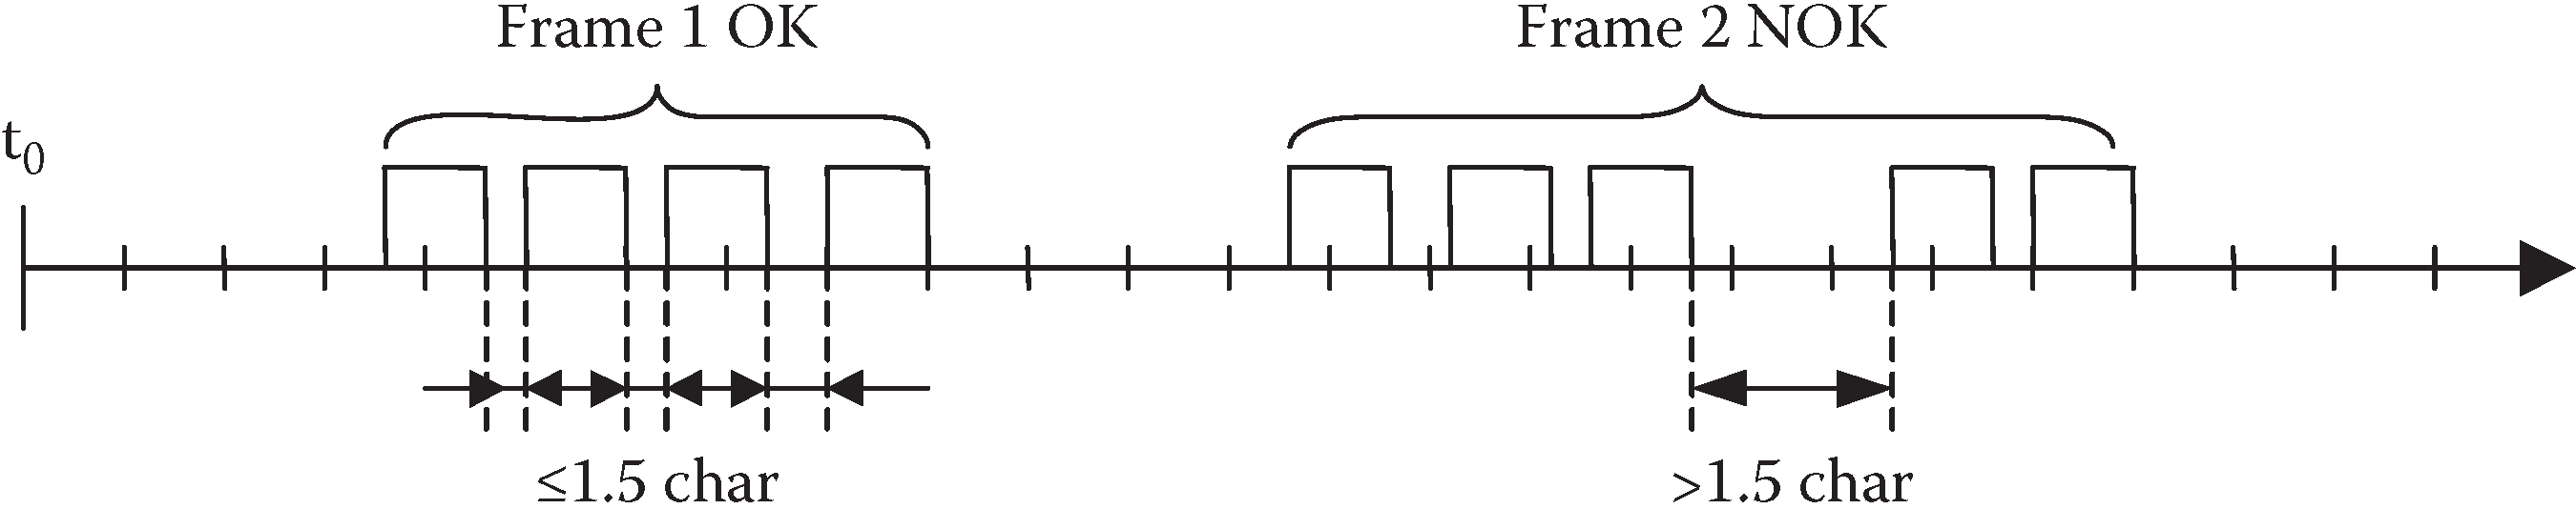 Frame 1 OK
Frame 2 NOK
t0
≤1.5 char
>1.5 char